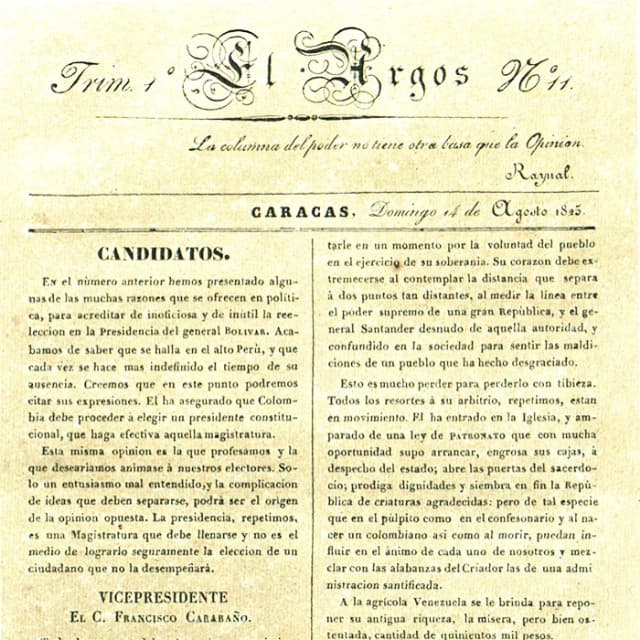 Trim. 1° El Argos N° 11.
La columna del poder no tiene otra basa que la Opinion.
Raynal.
CARACAS, Domingo 14 de Agosto 1825.
CANDIDATOS.
En el número anterior hemos presentado algu-
nas de las muchas razones que se ofrecen en políti-
ca, para acreditar de inoficiosa y de inútil la ree-
leccion en la Presidencia del general BOLIVAR. Aca-
bamos de saber que se halla en el alto Perú, y que
cada vez se hace mas indefinido el tiempo de su
ausencia. Creemos que en este punto podremos
citar sus expresiones. El ha asegurado que Colom-
bia debe proceder á elegir un presidente constitu-
cional, que haga efectiva aquella magistratura.
Esta misma opinion es la que profesamos y la
que deseariamos animase á nuestros electores. So-
lo un entusiasmo mal entendido, y la complicacion
de ideas que deben separarse, podrá ser el origen
de la opinion opuesta. La presidencia, repetimos,
es una Magistratura que debe llenarse y no es el
medio de lograrlo seguramente la eleccion de un
ciudadano que no la desempeñará.
VICEPRESIDENTE
EL C. FRANCISCO CARABAÑO.
tarle en un momento por la voluntad del pueblo
en el ejercicio de su soberania. Su corazon debe ex-
tremecerse al contemplar la distancia que separa
á dos puntos tan distantes, al medir la linea entre
el poder supremo de una gran República, y el ge-
neral Santander desnudo de aquella autoridad, y
confundido en la sociedad para sentir las maldi-
ciones de un pueblo que ha hecho desgraciado.
Esto es mucho perder para perderlo con tibieza.
Todos los resortes á su arbitrio, repetimos, estan
en movimiento. El ha entrado en la Iglesia, y am-
parado de una ley de PATRONATO que con mucha
oportunidad supo arrancar, engrosa sus cajas, á
despecho del estado; abre las puertas del sacerdo-
cio; prodiga dignidades y siembra en fin la Repú-
blica de criaturas agradecidas: pero de tal especie
que en el púlpito como en el confesonario y al na-
cer un colombiano asi como al morir, puedan in-
fluir en el ánimo de cada uno de nosotros y mez-
clar con las alabanzas del Criador las de una ad-
ministracion santificada.
A la agrícola Venezuela se le brinda para repo-
ner su antigua riqueza, la misera, pero bien os-
tentada, cantidad de quinientos mil pesos.